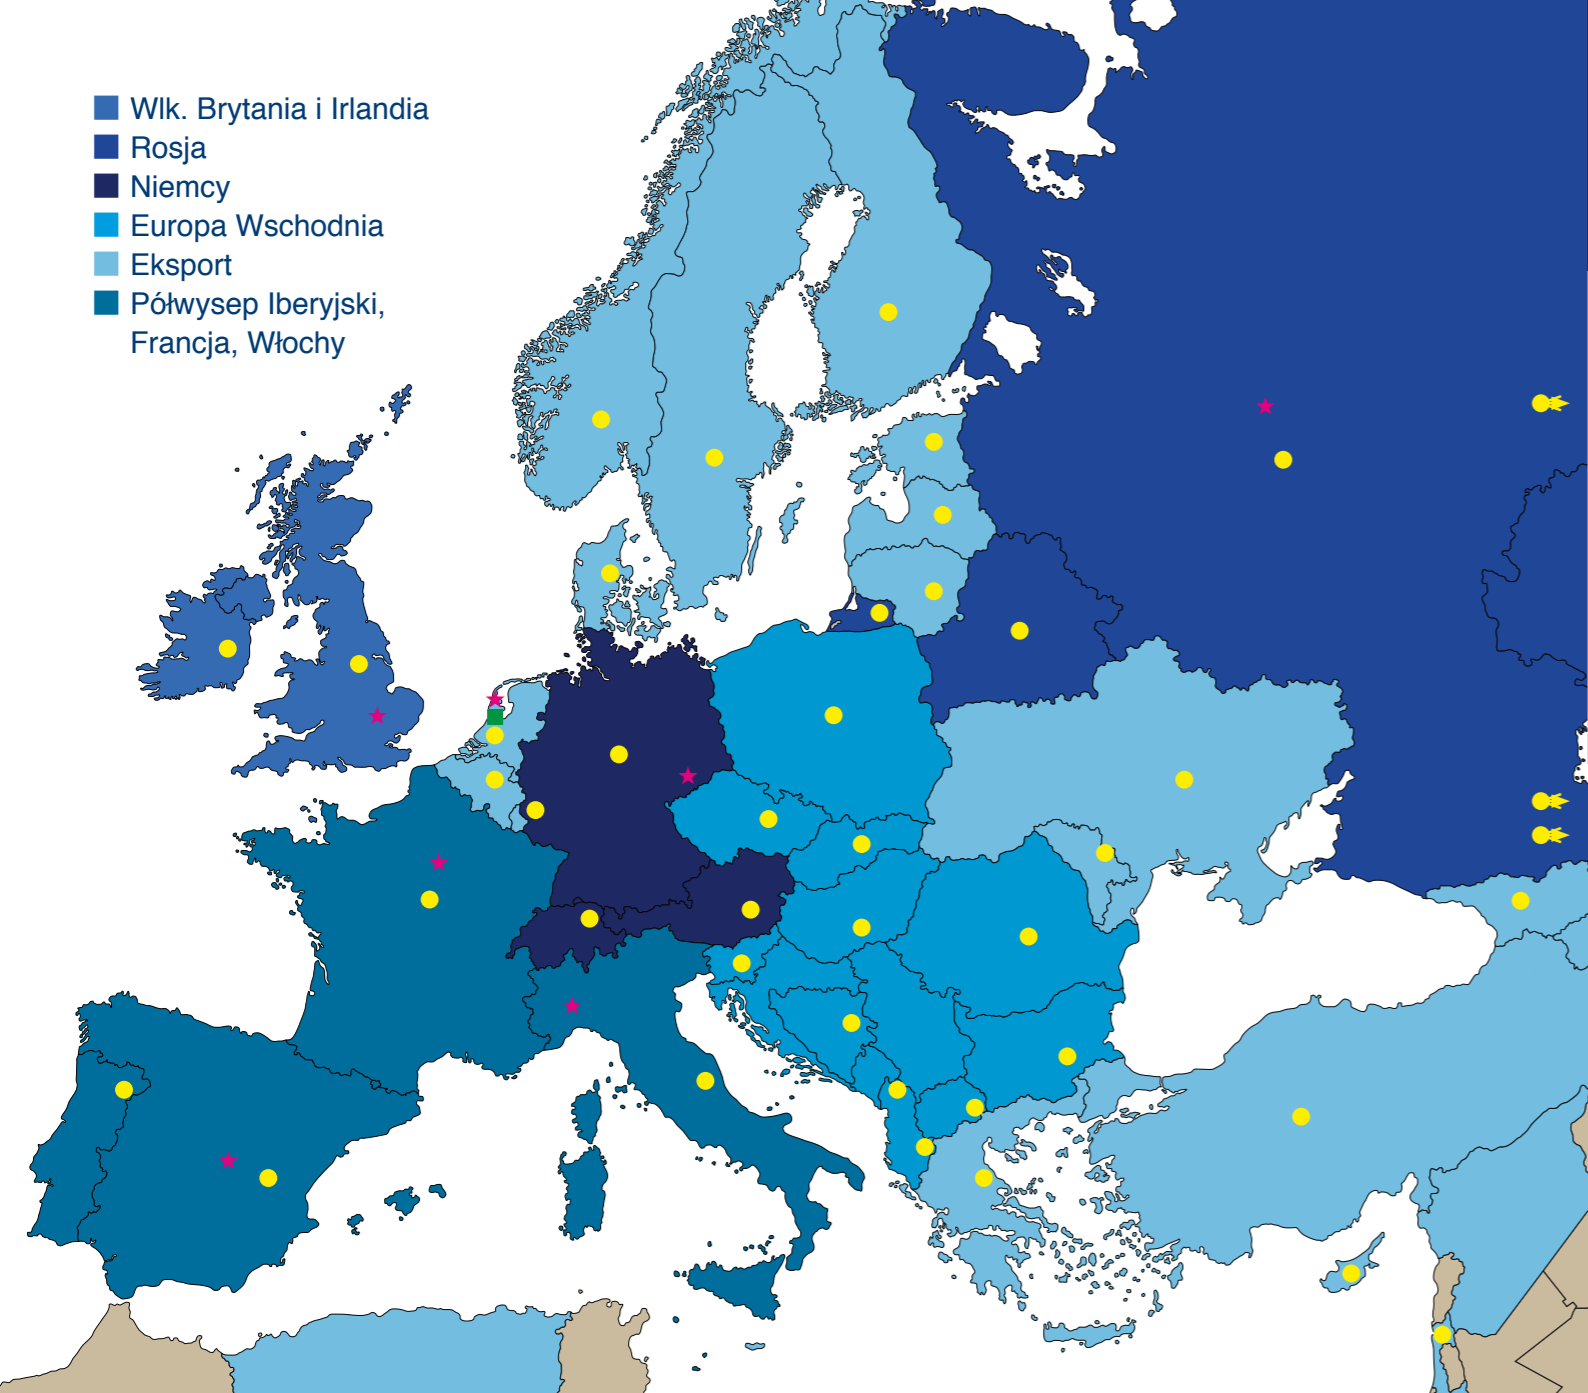 Wlk. Brytania i Irlandia
Rosja
Niemcy
Europa Wschodnia
Eksport
Półwysep Iberyjski,
Francja, Włochy